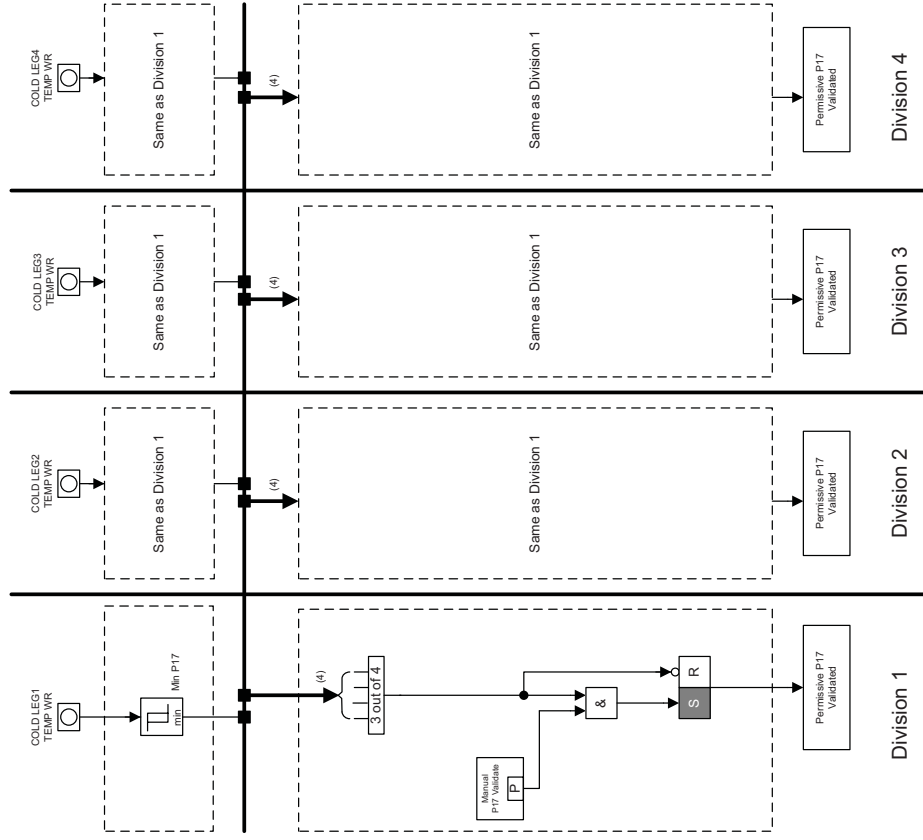 COLD LEG1
TEMP WR
COLD LEG2
TEMP WR
COLD LEG3
TEMP WR
COLD LEG4
TEMP WR
Min P17
min
Same as Division 1
Same as Division 1
Same as Division 1
(4)
(4)
(4)
(4)
3 out of 4
Manual
P17 Validate
P
&
S
R
Same as Division 1
Same as Division 1
Same as Division 1
Permissive P17
Validated
Permissive P17
Validated
Permissive P17
Validated
Permissive P17
Validated
Division 1
Division 2
Division 3
Division 4